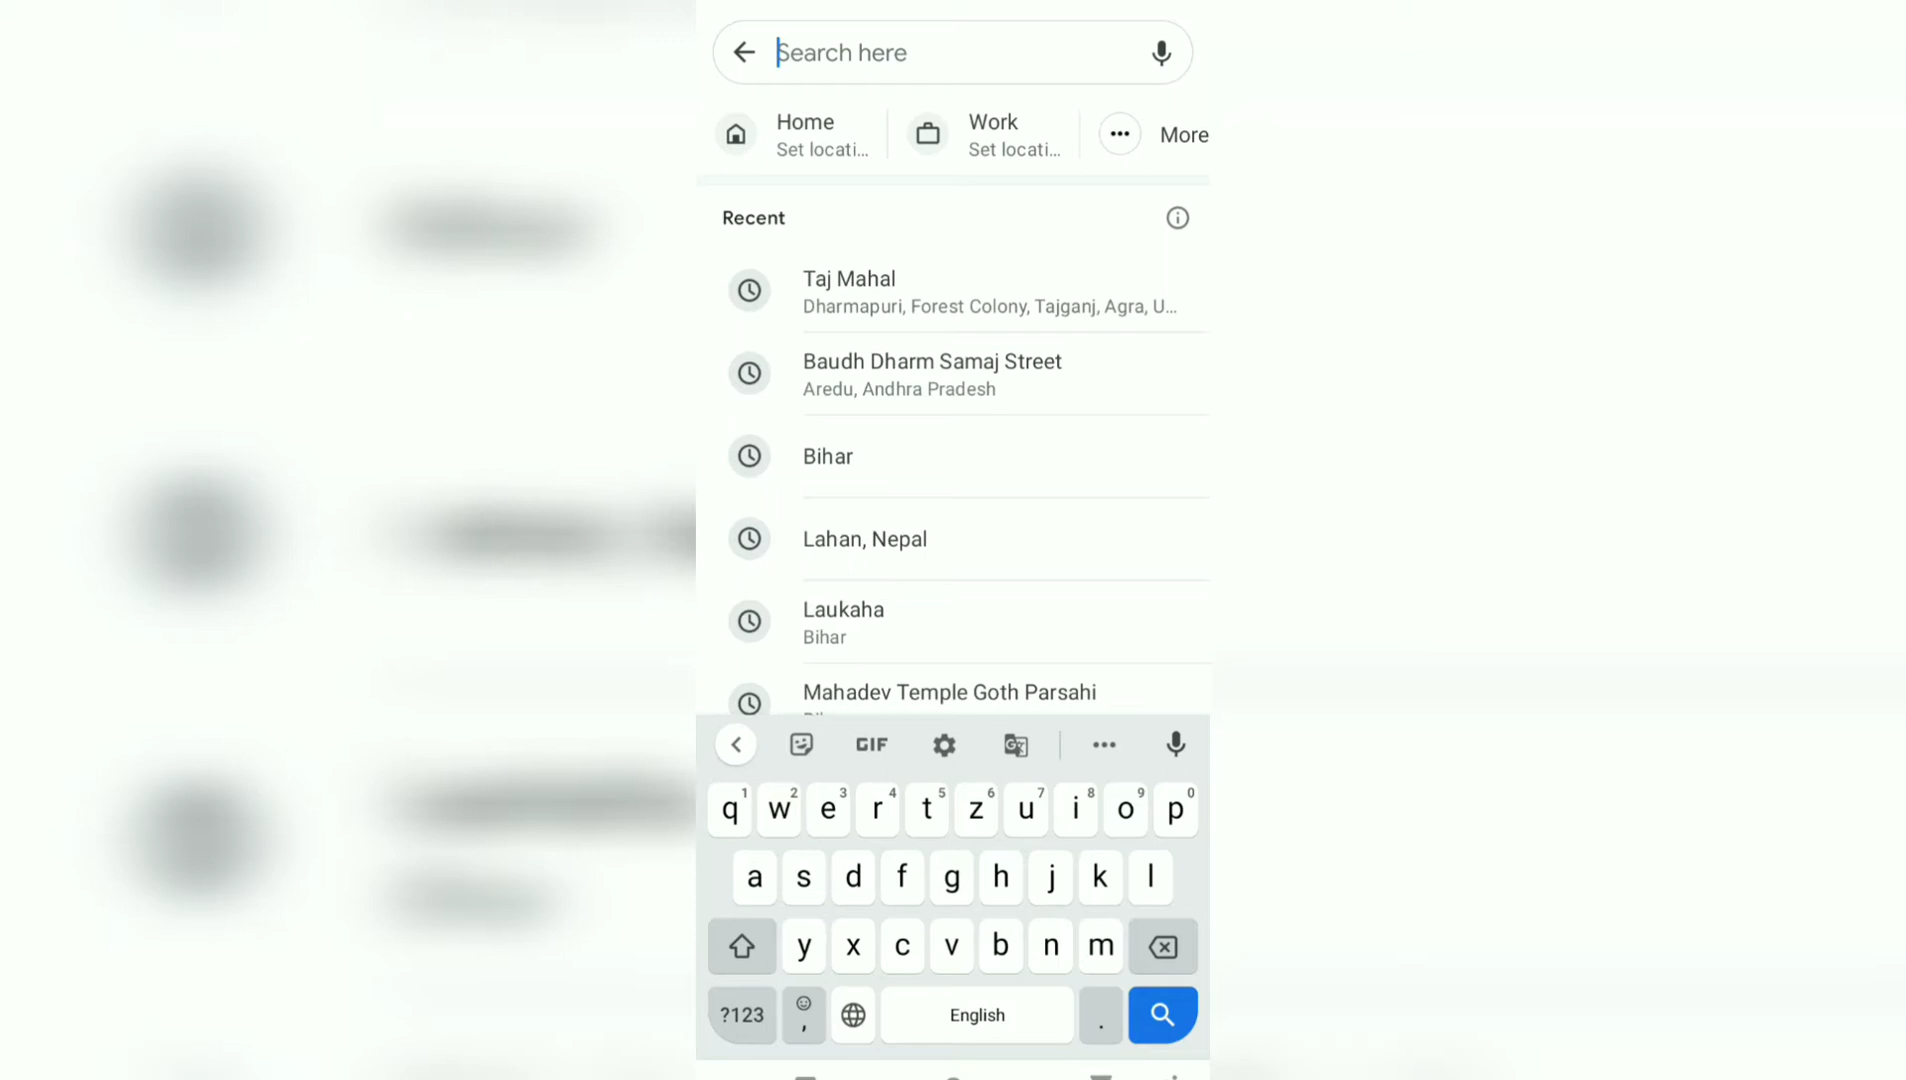 Search here
Home
Set locati...
Work
Set locati...
More
Recent
Taj Mahal
Dharmapuri, Forest Colony, Tajganj, Agra, U...
Baudh Dharm Samaj Street
Aredu, Andhra Pradesh
Bihar
Lahan, Nepal
Laukaha
Bihar
Mahadev Temple Goth Parsahi
GIF
q1 w2 e3 r4 t5 z6 u7 i8 o9 p0
a s d f g h j k l
y x c v b n m
?123 , English .